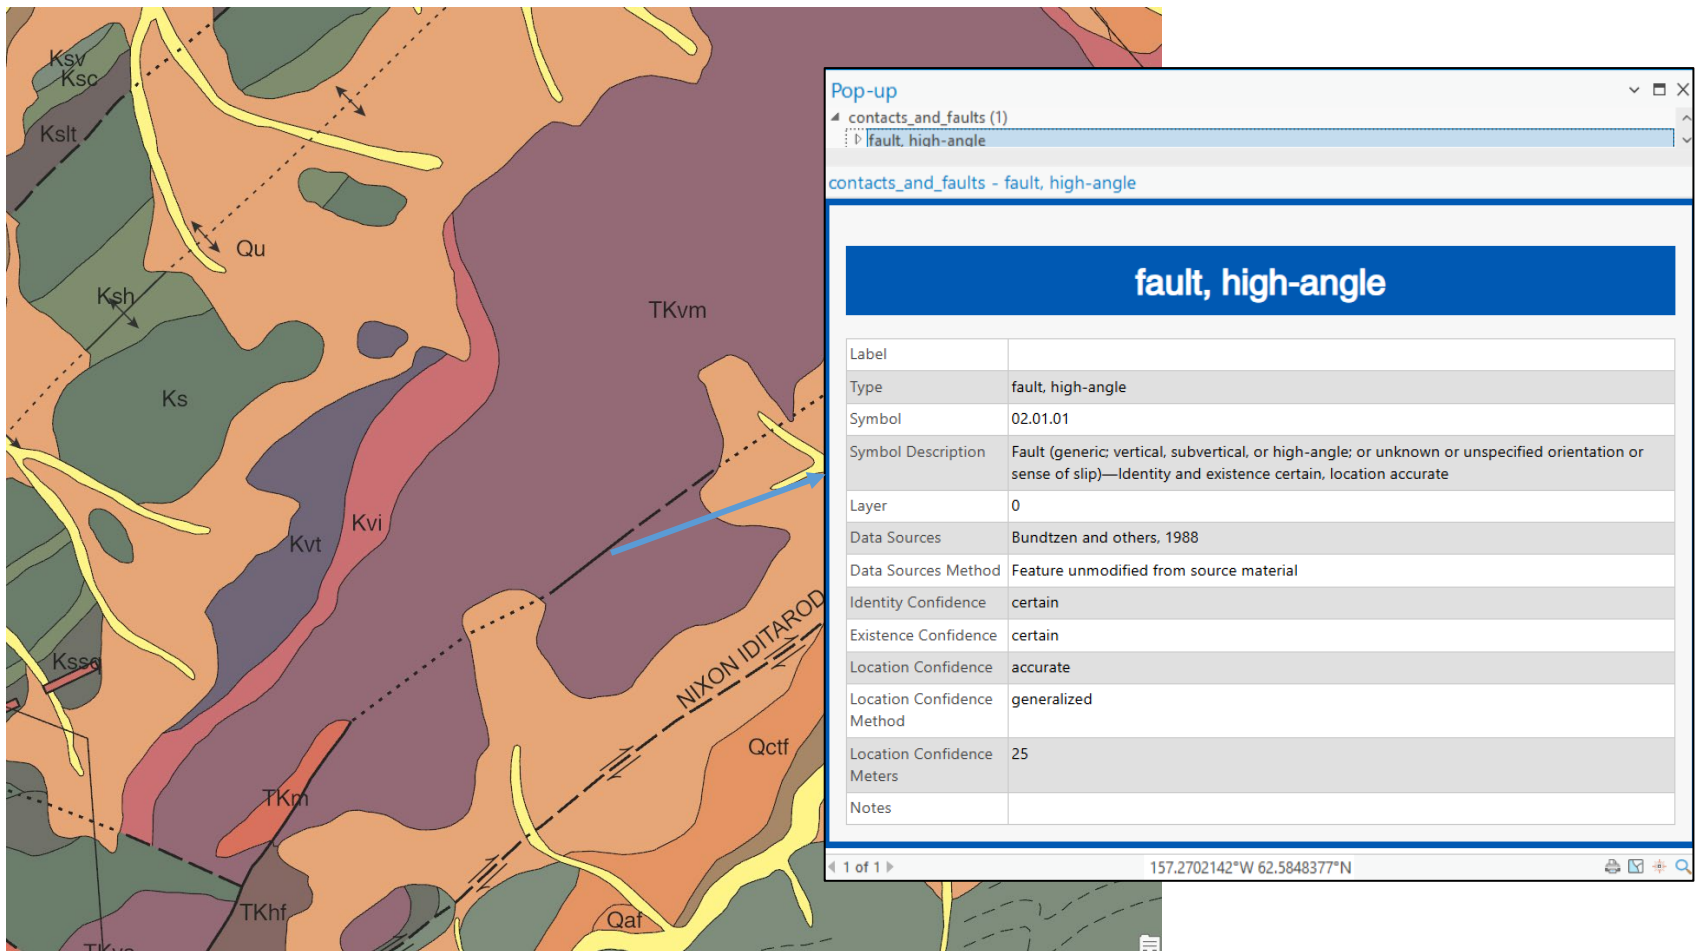 Ksv
Ksc
Kslt
Qu
Ksh
TKvm
Ks
Kvi
Kvt
NIXON IDITAROD
Kssq
Qctf
TKm
TKhf
Qaf
Pop-up
contacts_and_faults (1)
fault, high-angle
contacts_and_faults - fault, high-angle
fault, high-angle
Label
Type fault, high-angle
Symbol 02.01.01
Symbol Description Fault (generic; vertical, subvertical, or high-angle; or unknown or unspecified orientation or
sense of slip)—Identity and existence certain, location accurate
Layer 0
Data Sources Bundtzen and others, 1988
Data Sources Method Feature unmodified from source material
Identity Confidence certain
Existence Confidence certain
Location Confidence accurate
Location Confidence generalized
Method
Location Confidence 25
Meters
Notes
1 of 1 157.2702142°W 62.5848377°N